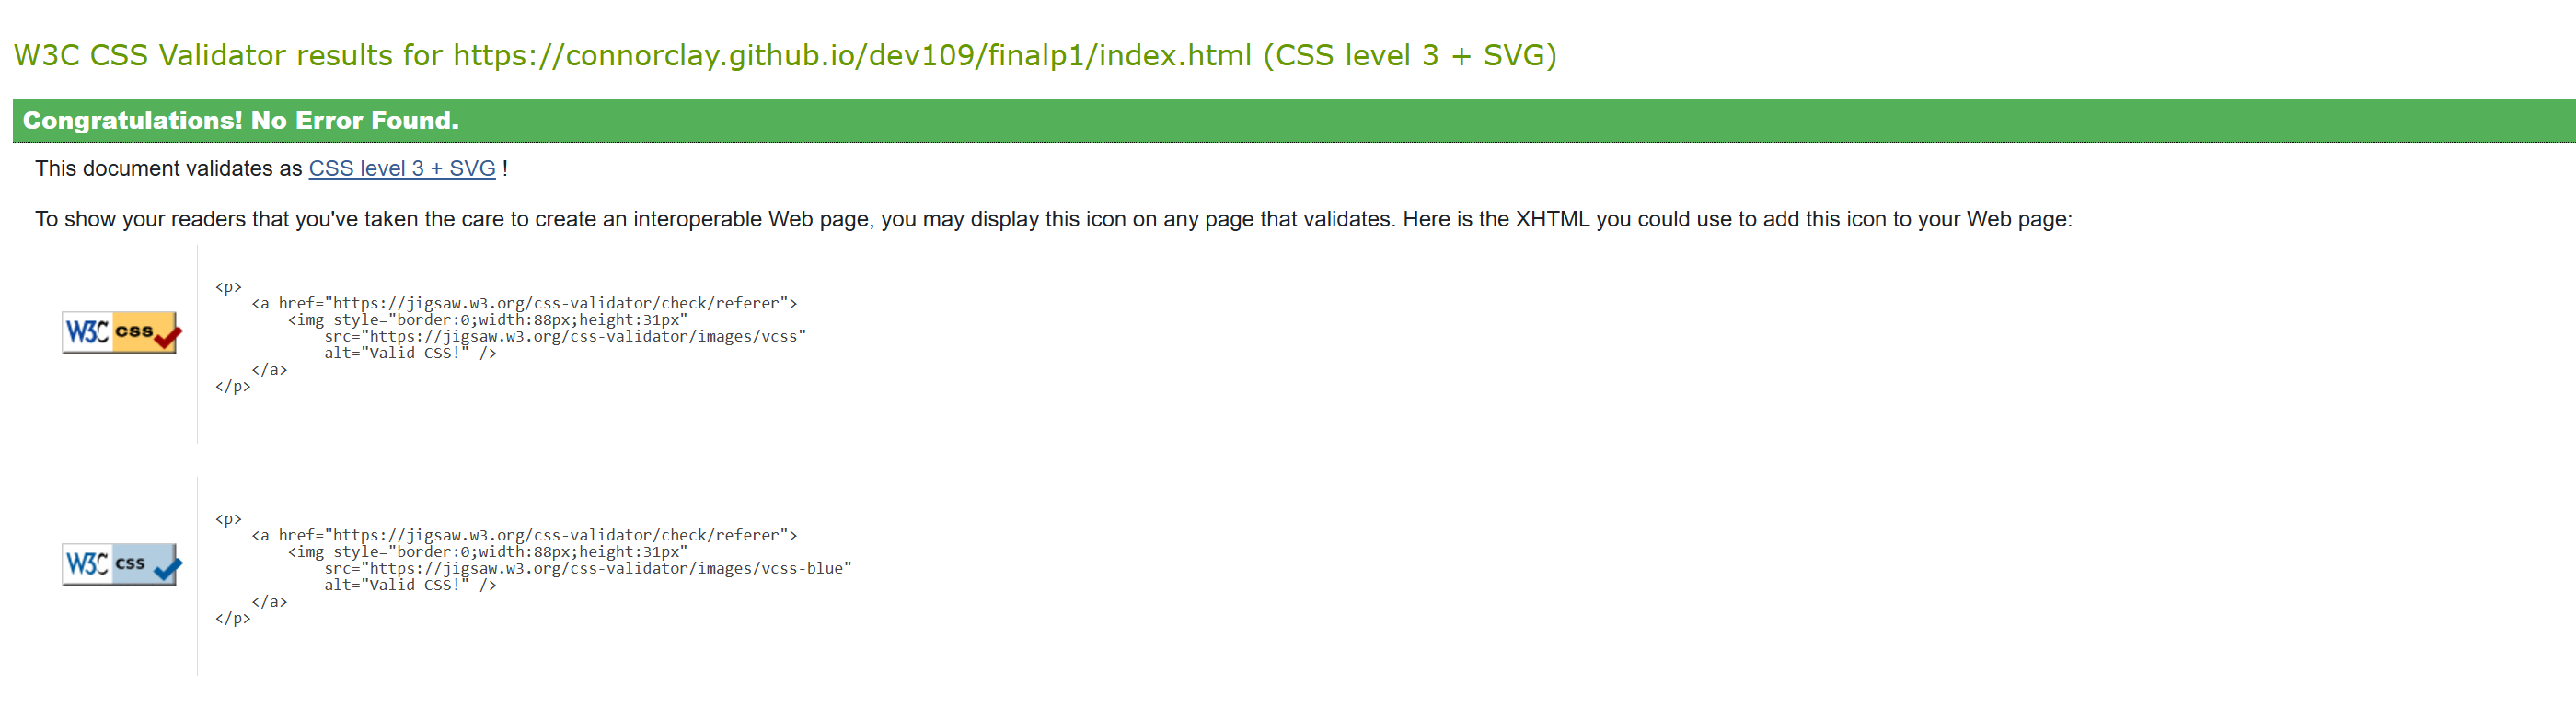 W3C CSS Validator results for https://connorclay.github.io/dev109/finalp1/index.html (CSS level 3 + SVG)
Congratulations! No Error Found.
This document validates as CSS level 3 + SVG !
To show your readers that you've taken the care to create an interoperable Web page, you may display this icon on any page that validates. Here is the XHTML you could use to add this icon to your Web page:
W3C css
<p>
    <a href="https://jigsaw.w3.org/css-validator/check/referer">
        <img style="border:0;width:88px;height:31px"
            src="https://jigsaw.w3.org/css-validator/images/vcss"
            alt="Valid CSS!" />
    </a>
</p>
W3C css
<p>
    <a href="https://jigsaw.w3.org/css-validator/check/referer">
        <img style="border:0;width:88px;height:31px"
            src="https://jigsaw.w3.org/css-validator/images/vcss-blue"
            alt="Valid CSS!" />
    </a>
</p>